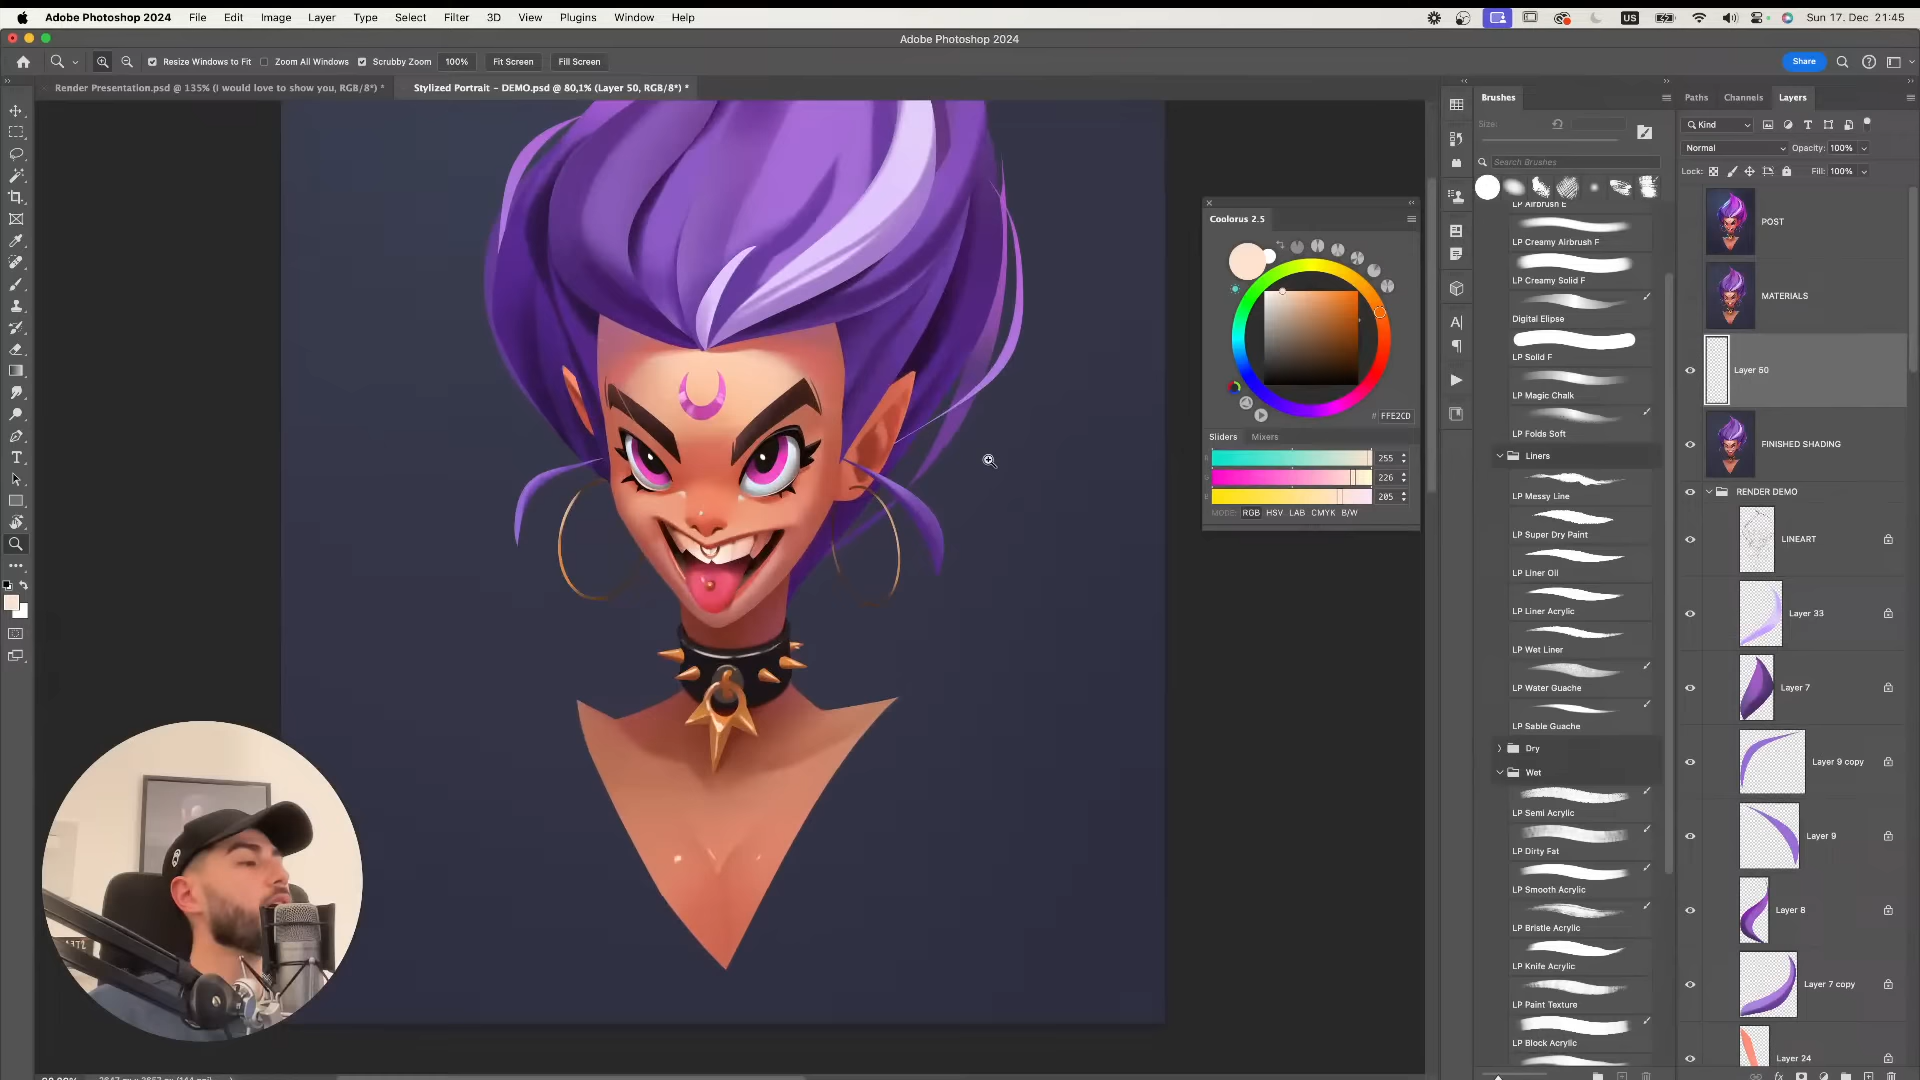 Adobe Photoshop 2024 File Edit Image Layer Type Select Filter 3D View Plugins Window Help
US Sun 17. Dec 21:45
Adobe Photoshop 2024
Resize Windows to Fit Zoom All Windows Scrubby Zoom 100% Fit Screen Fill Screen
Share
Render Presentation.psd @ 135% (I would love to show you, RGB/8*) *
Stylized Portrait - DEMO.psd @ 80,1% (Layer 50, RGB/8*) *
Coolorus 2.5
# FFE2CD
Sliders Mixers
255
226
205
MODE: RGB HSV LAB CMYK B/W
Brushes
Size:
Search Brushes
LP Airbrush E
LP Creamy Airbrush F
LP Creamy Solid F
Digital Elipse
LP Solid F
LP Magic Chalk
LP Folds Soft
Liners
LP Messy Line
LP Super Dry Paint
LP Liner Oil
LP Liner Acrylic
LP Wet Liner
LP Water Guache
LP Sable Guache
Dry
Wet
LP Semi Acrylic
LP Dirty Fat
LP Smooth Acrylic
LP Bristle Acrylic
LP Knife Acrylic
LP Paint Texture
LP Block Acrylic
Paths Channels Layers
Kind
Normal Opacity: 100%
Lock: Fill: 100%
POST
MATERIALS
Layer 50
FINISHED SHADING
RENDER DEMO
LINEART
Layer 33
Layer 7
Layer 9 copy
Layer 9
Layer 8
Layer 7 copy
Layer 24